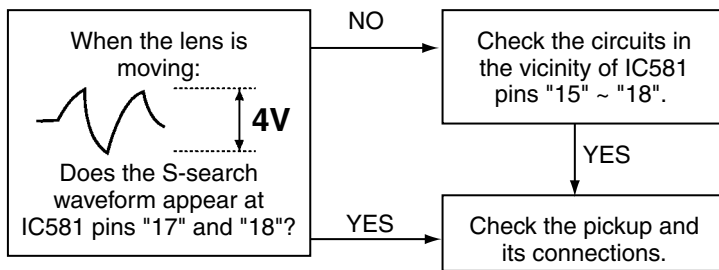 When the lens is
moving:
4V
Does the S-search
waveform appear at
IC581 pins "17" and "18"?
NO
Check the circuits in
the vicinity of IC581
pins "15" ~ "18".
YES
YES
Check the pickup and
its connections.